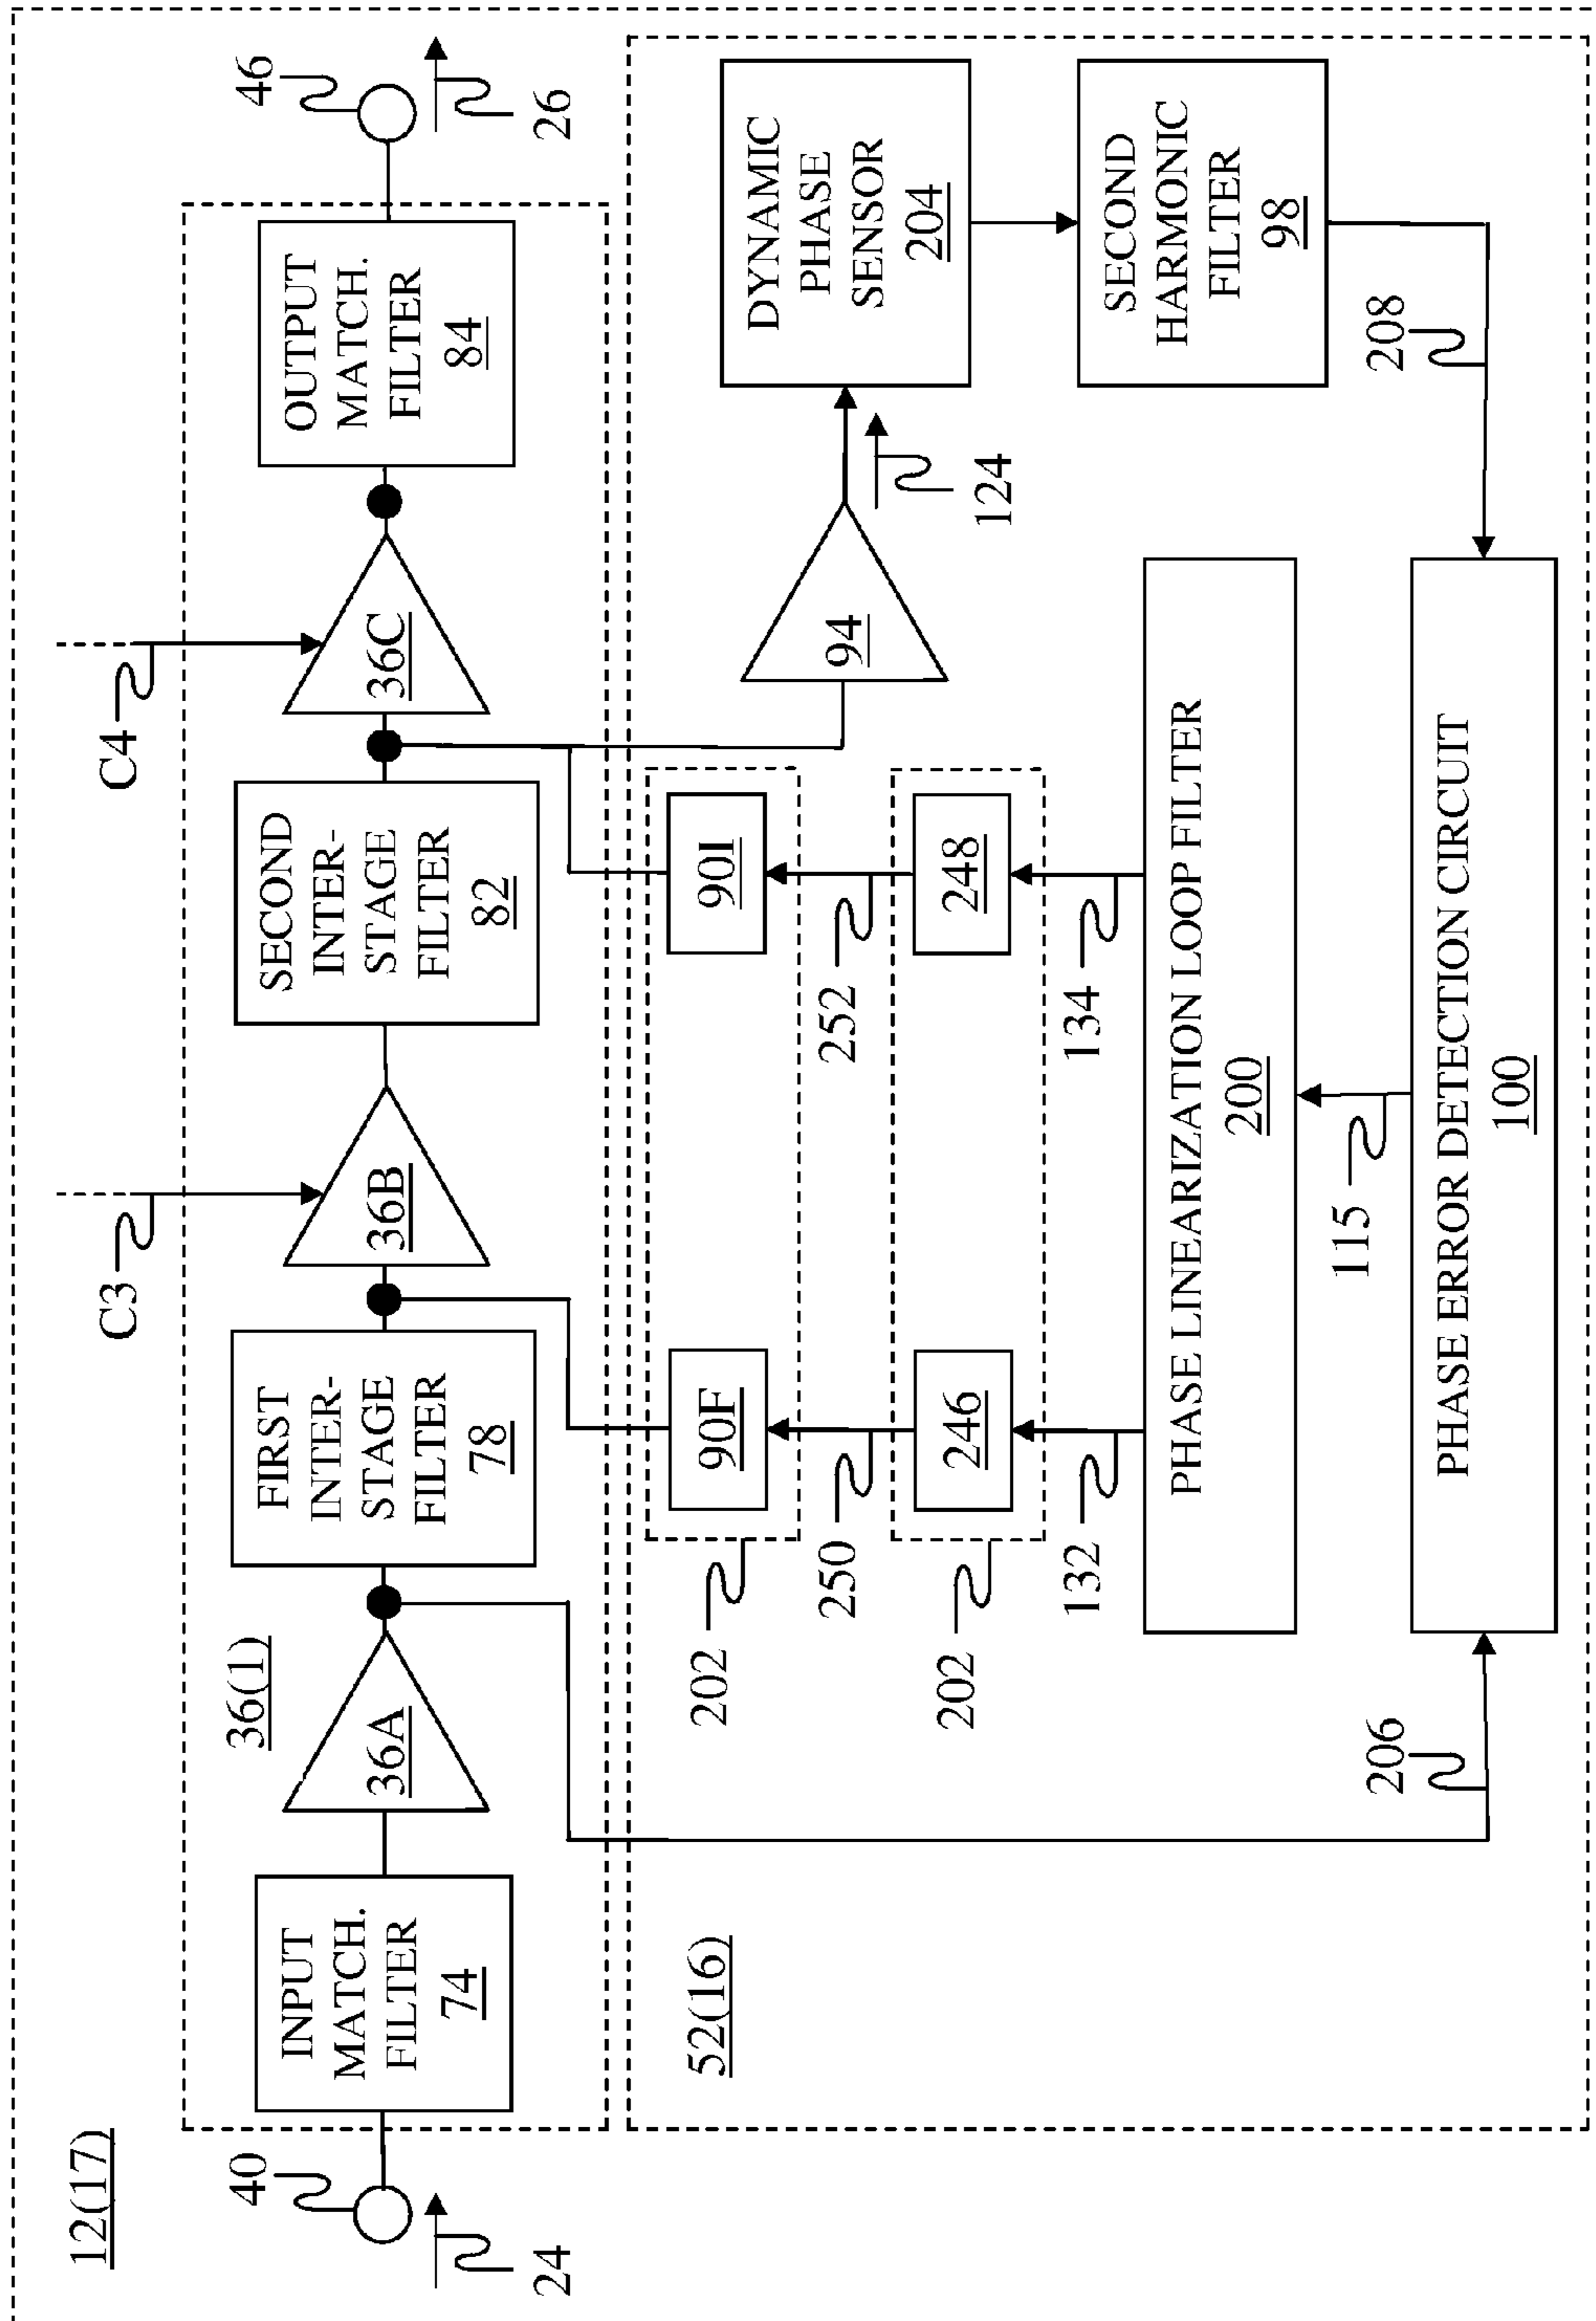 12(17)
C3
C4
40
24
INPUT
MATCH.
FILTER
74
36(1)
36A
FIRST
INTER-
STAGE
FILTER
78
36B
SECOND
INTER-
STAGE
FILTER
82
36C
OUTPUT
MATCH.
FILTER
84
46
26
52(16)
202
90F
90I
250
252
202
246
248
132
134
94
124
DYNAMIC
PHASE
SENSOR
204
SECOND
HARMONIC
FILTER
98
PHASE LINEARIZATION LOOP FILTER
200
115
206
208
PHASE ERROR DETECTION CIRCUIT
100